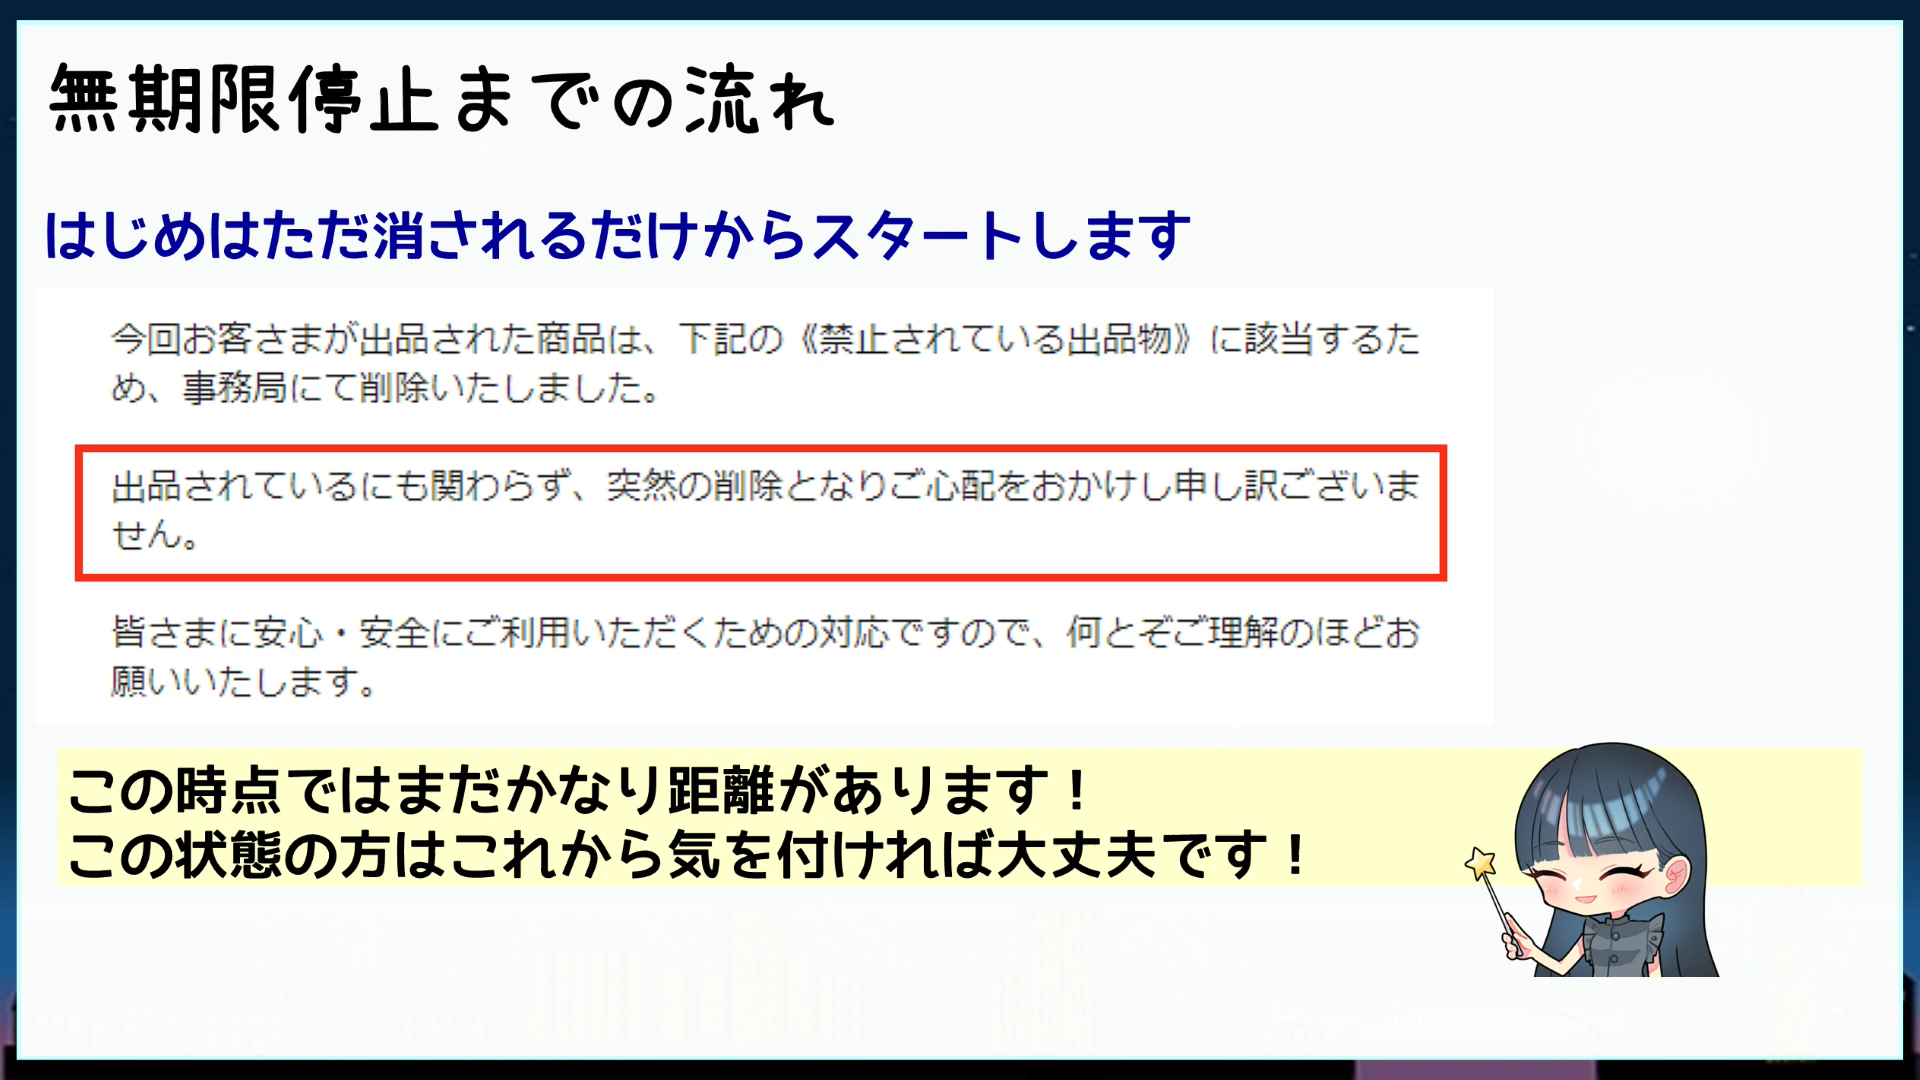 無期限停止までの流れ
はじめはただ消されるだけからスタートします
今回お客さまが出品された商品は、下記の《禁止されている出品物》に該当するた
め、事務局にて削除いたしました。
出品されているにも関わらず、突然の削除となりご心配をおかけし申し訳ございま
せん。
皆さまに安心・安全にご利用いただくための対応ですので、何とぞご理解のほどお
願いいたします。
この時点ではまだかなり距離があります！
この状態の方はこれから気を付ければ大丈夫です！